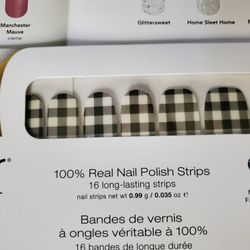 Manchester
Mauve
creme
Glittersweet
Home Sleet Home
100% Real Nail Polish Strips
16 long-lasting strips
nail strips net wt 0.99 g / 0.035 oz ℮
Bandes de vernis
à ongles véritable à 100%
16 bandes de longue durée